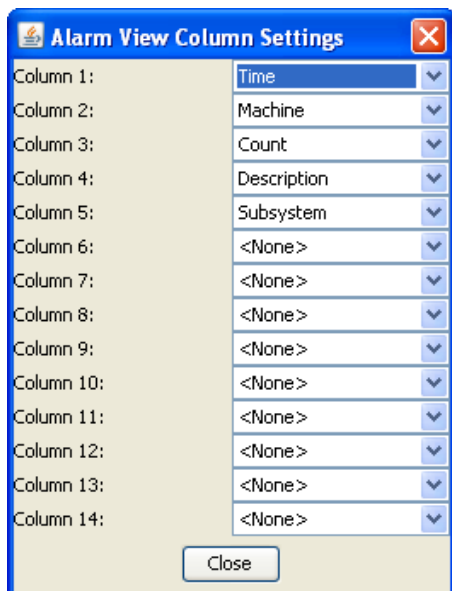 Alarm View Column Settings
Column 1: Time
Column 2: Machine
Column 3: Count
Column 4: Description
Column 5: Subsystem
Column 6: <None>
Column 7: <None>
Column 8: <None>
Column 9: <None>
Column 10: <None>
Column 11: <None>
Column 12: <None>
Column 13: <None>
Column 14: <None>
Close